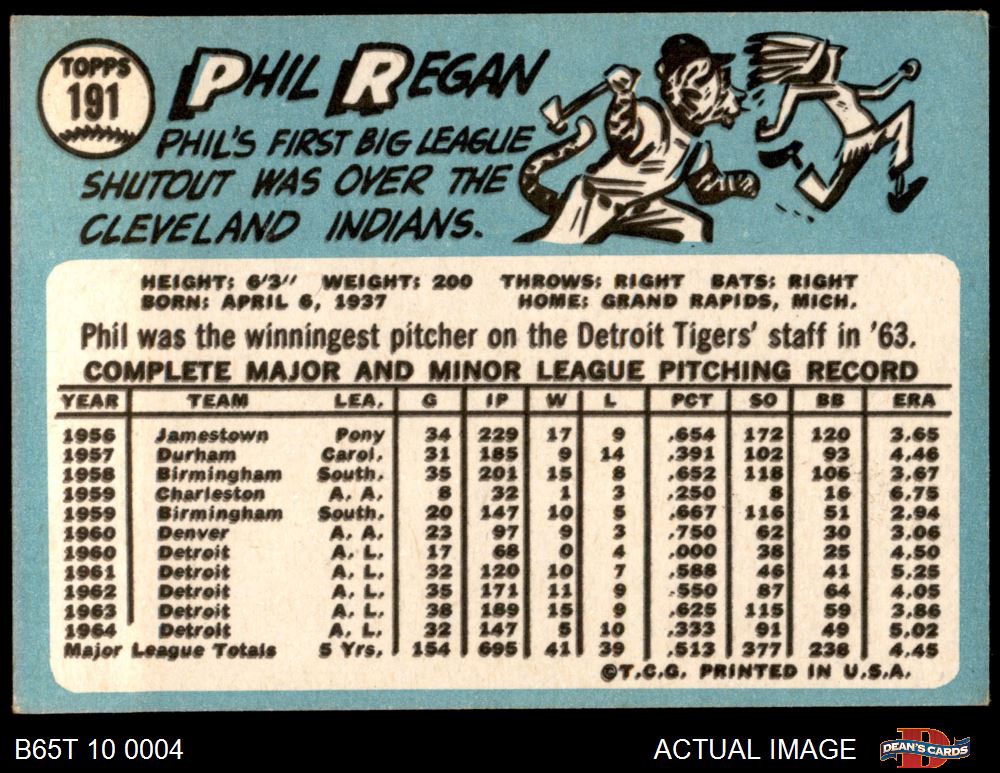 TOPPS
191
PHIL REGAN
PHIL'S FIRST BIG LEAGUE
SHUTOUT WAS OVER THE
CLEVELAND INDIANS.
HEIGHT: 6'3" WEIGHT: 200 THROWS: RIGHT BATS: RIGHT
BORN: APRIL 6, 1937 HOME: GRAND RAPIDS, MICH.
Phil was the winningest pitcher on the Detroit Tigers' staff in '63.
COMPLETE MAJOR AND MINOR LEAGUE PITCHING RECORD
YEAR TEAM LEA. G IP W L PCT SO BB ERA
1956 Jamestown Pony 34 229 17 9 .654 172 120 3.65
1957 Durham Carol. 31 185 9 14 .391 102 93 4.46
1958 Birmingham South. 35 201 15 8 .652 118 106 3.67
1959 Charleston A. A. 8 32 1 3 .250 8 16 6.75
1959 Birmingham South. 20 147 10 5 .667 116 51 2.94
1960 Denver A. A. 23 97 9 3 .750 62 30 3.06
1960 Detroit A. L. 17 68 0 4 .000 38 25 4.50
1961 Detroit A. L. 32 120 10 7 .588 46 41 5.25
1962 Detroit A. L. 35 171 11 9 .550 87 64 4.05
1963 Detroit A. L. 38 189 15 9 .625 115 59 3.86
1964 Detroit A. L. 32 147 5 10 .333 91 49 5.02
Major League Totals 5 Yrs. 154 695 41 39 .513 377 238 4.45
©T.C.G. PRINTED IN U.S.A.
B65T 10 0004 ACTUAL IMAGE DEAN'S CARDS